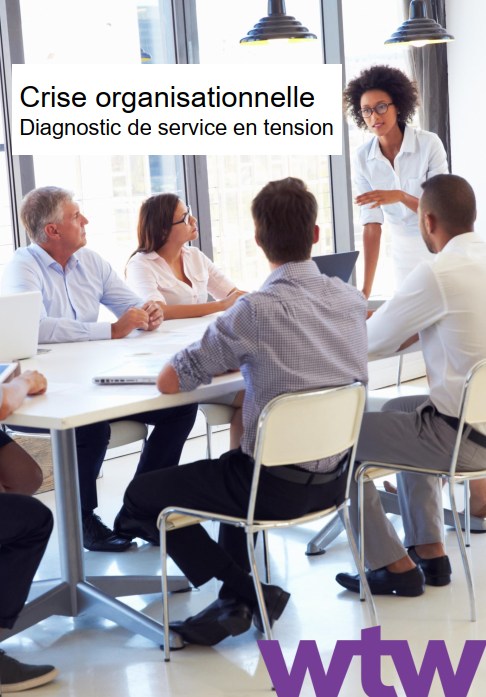 Crise organisationnelle
Diagnostic de service en tension
wtw